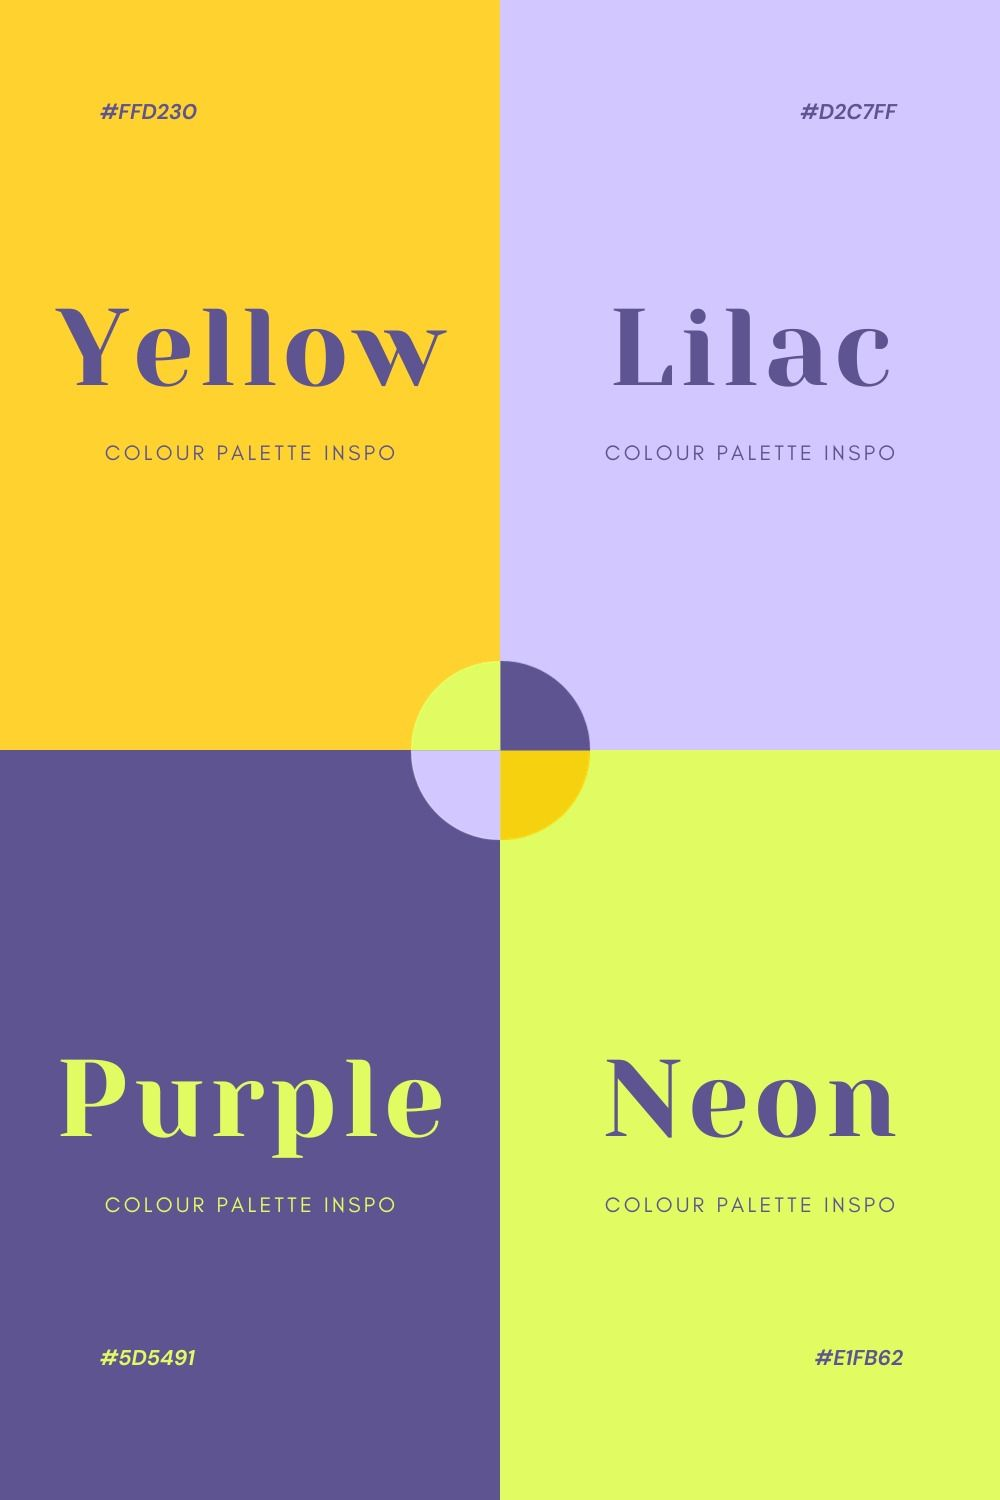 #FFD230
#D2C7FF
Yellow
COLOUR PALETTE INSPO
Lilac
COLOUR PALETTE INSPO
Purple
COLOUR PALETTE INSPO
Neon
COLOUR PALETTE INSPO
#5D5491
#E1FB62